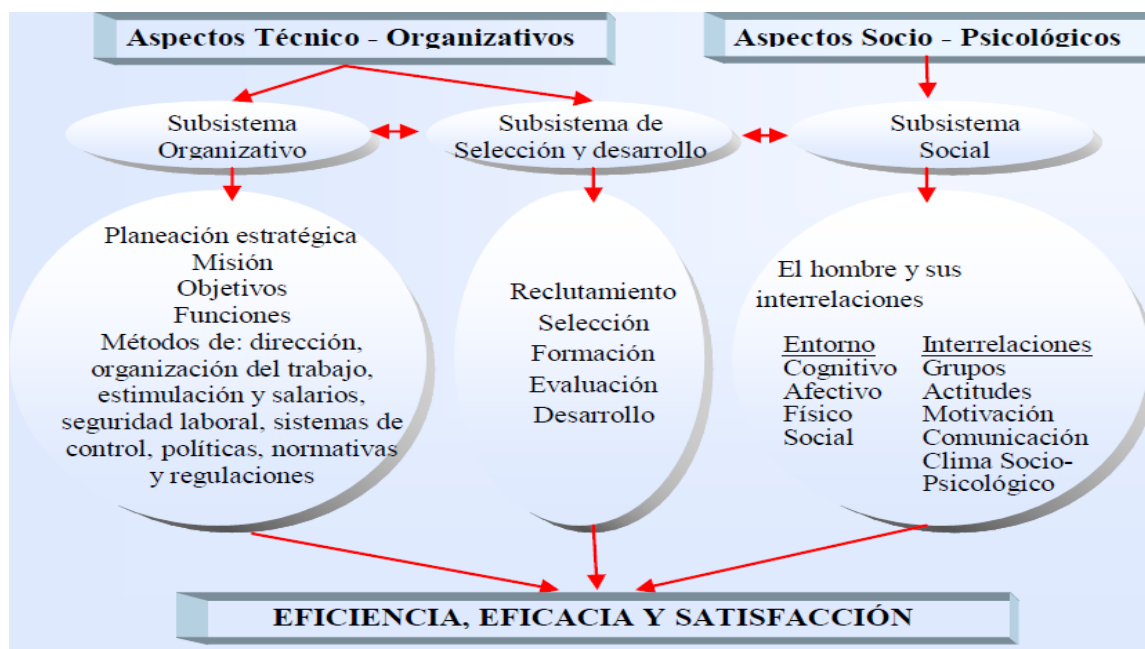 Aspectos Técnico - Organizativos
Aspectos Socio - Psicológicos
Subsistema
Organizativo
Subsistema de
Selección y desarrollo
Subsistema
Social
Planeación estratégica
Misión
Objetivos
Funciones
Métodos de: dirección,
organización del trabajo,
estimulación y salarios,
seguridad laboral, sistemas de
control, políticas, normativas
y regulaciones
Reclutamiento
Selección
Formación
Evaluación
Desarrollo
El hombre y sus
interrelaciones
Entorno
Cognitivo
Afectivo
Físico
Social
Interrelaciones
Grupos
Actitudes
Motivación
Comunicación
Clima Socio-
Psicológico
EFICIENCIA, EFICACIA Y SATISFACCIÓN